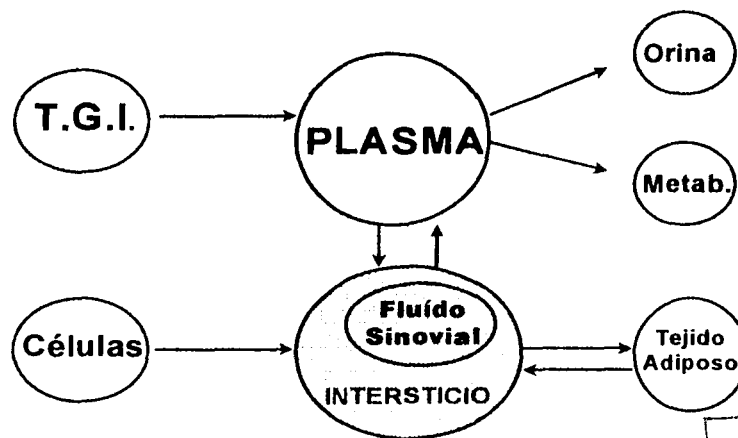 T.G.I.
PLASMA
Orina
Metab.
Células
Fluído
Sinovial
INTERSTICIO
Tejido
Adiposo